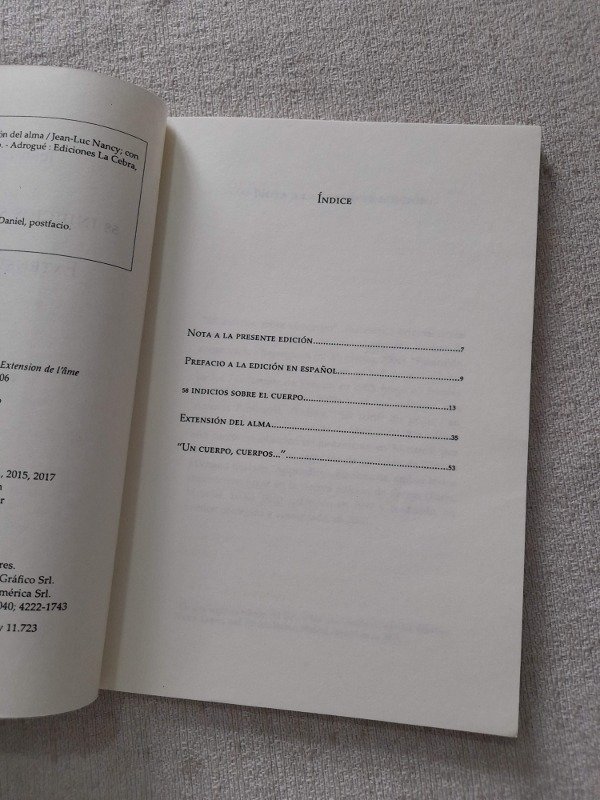 ón del alma / Jean-Luc Nancy; con
o. - Adrogué : Ediciones La Cebra,
Daniel, postfacio.
Extension de l'âme
06
, 2015, 2017
res.
Gráfico Srl.
mérica Srl.
040; 4222-1743
y 11.723
ÍNDICE
NOTA A LA PRESENTE EDICIÓN 7
PREFACIO A LA EDICIÓN EN ESPAÑOL 9
58 INDICIOS SOBRE EL CUERPO 13
EXTENSIÓN DEL ALMA 35
"UN CUERPO, CUERPOS..." 53